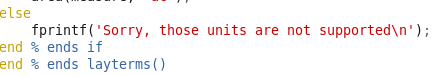 else
    fprintf('Sorry, those units are not supported\n');
end % ends if
end % ends layterms()